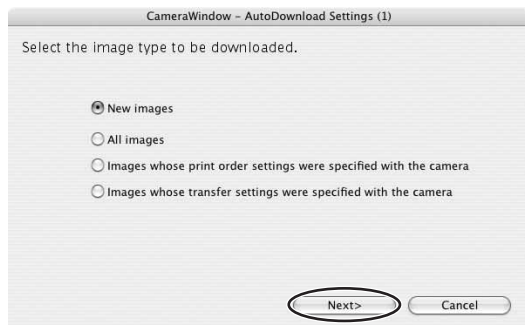 CameraWindow – AutoDownload Settings (1)
Select the image type to be downloaded.
New images
All images
Images whose print order settings were specified with the camera
Images whose transfer settings were specified with the camera
Next>
Cancel